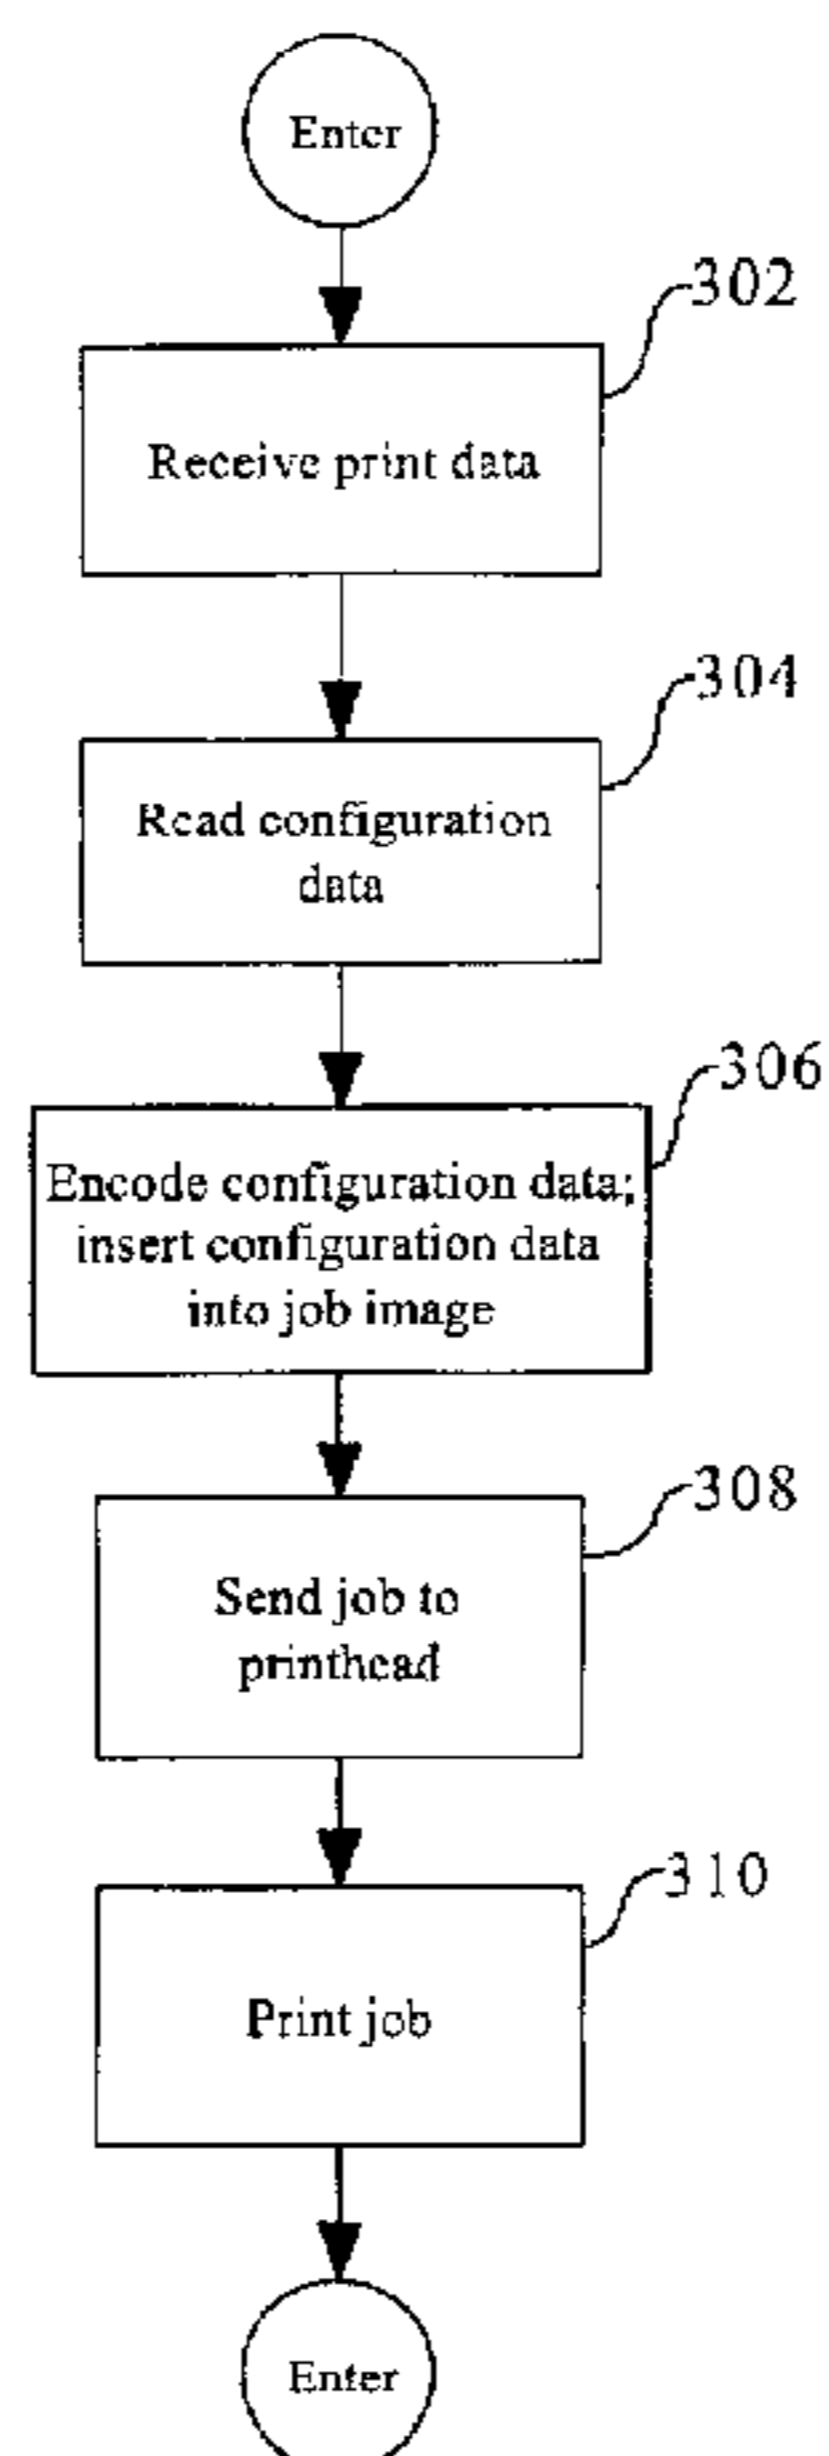 Enter
302
Receive print data
304
Read configuration
data
306
Encode configuration data;
insert configuration data
into job image
308
Send job to
printhead
310
Print job
Enter